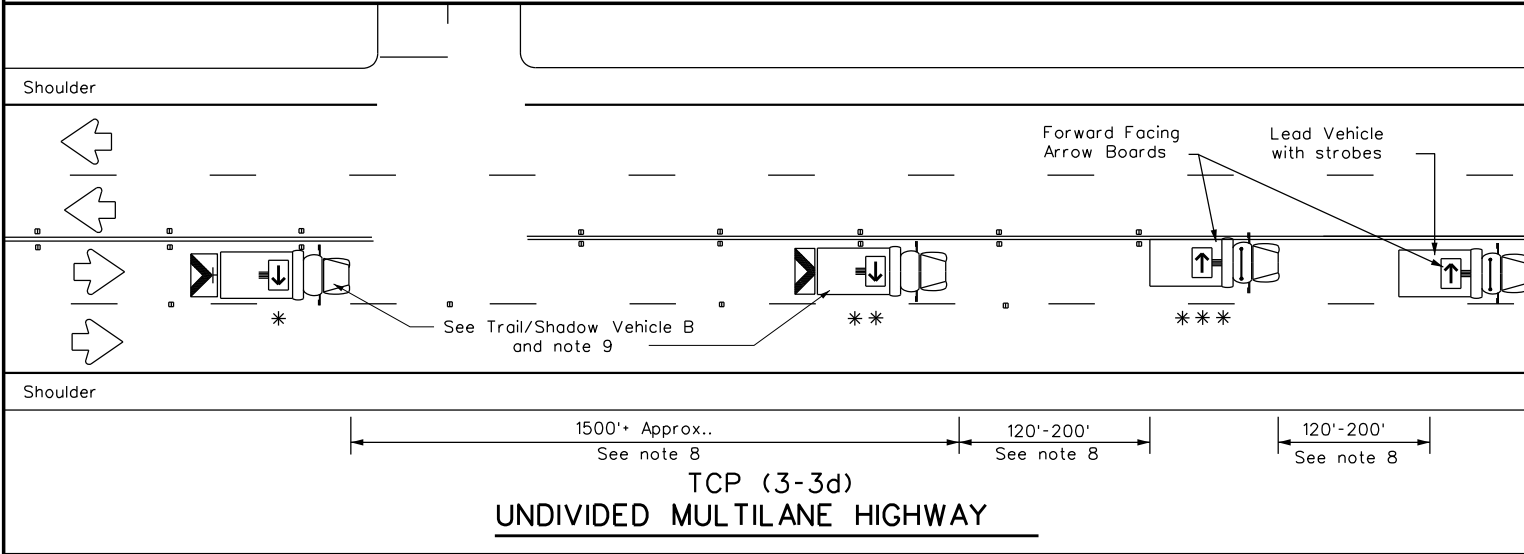 Shoulder
Forward Facing
Arrow Boards
Lead Vehicle
with strobes
*
* *
* * *
See Trail/Shadow Vehicle B
and note 9
Shoulder
1500'+ Approx..
See note 8
120'-200'
See note 8
120'-200'
See note 8
TCP (3-3d)
UNDIVIDED MULTILANE HIGHWAY